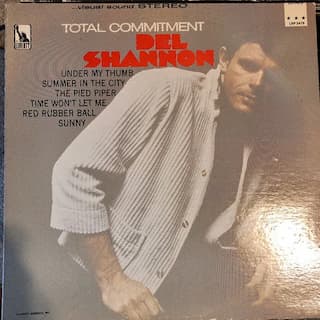 ...visual sound STEREO
TOTAL COMMITMENT
DEL
SHANNON
UNDER MY THUMB
SUMMER IN THE CITY
THE PIED PIPER
TIME WON'T LET ME
RED RUBBER BALL
SUNNY
LIBERTY